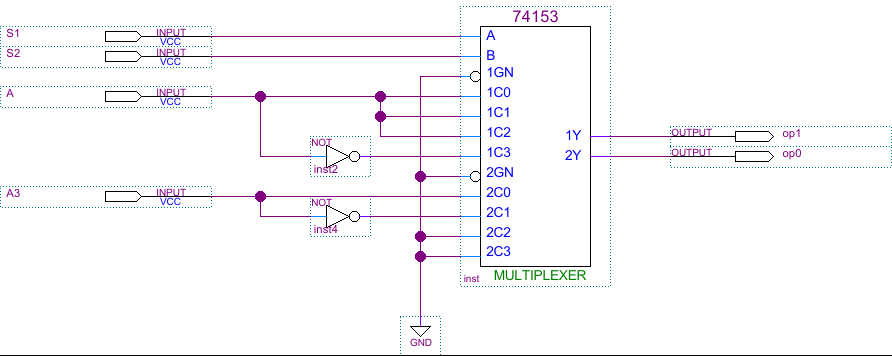 74153
S1 INPUT VCC A
S2 INPUT VCC B
1GN
A INPUT VCC 1C0
1C1
1C2 1Y OUTPUT op1
NOT inst2 1C3 2Y OUTPUT op0
2GN
A3 INPUT VCC 2C0
NOT inst4 2C1
2C2
2C3
inst MULTIPLEXER
GND